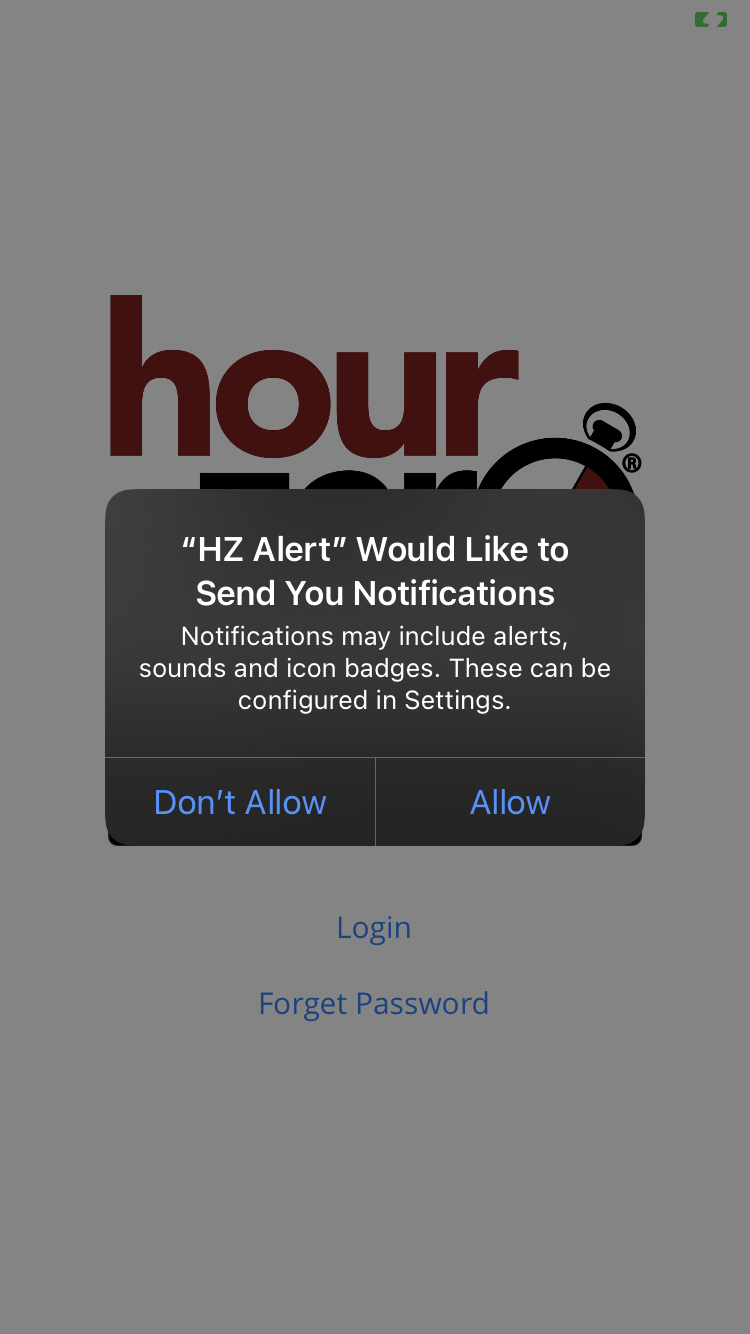 hour
®
“HZ Alert” Would Like to
Send You Notifications
Notifications may include alerts,
sounds and icon badges. These can be
configured in Settings.
Don’t Allow
Allow
Login
Forget Password